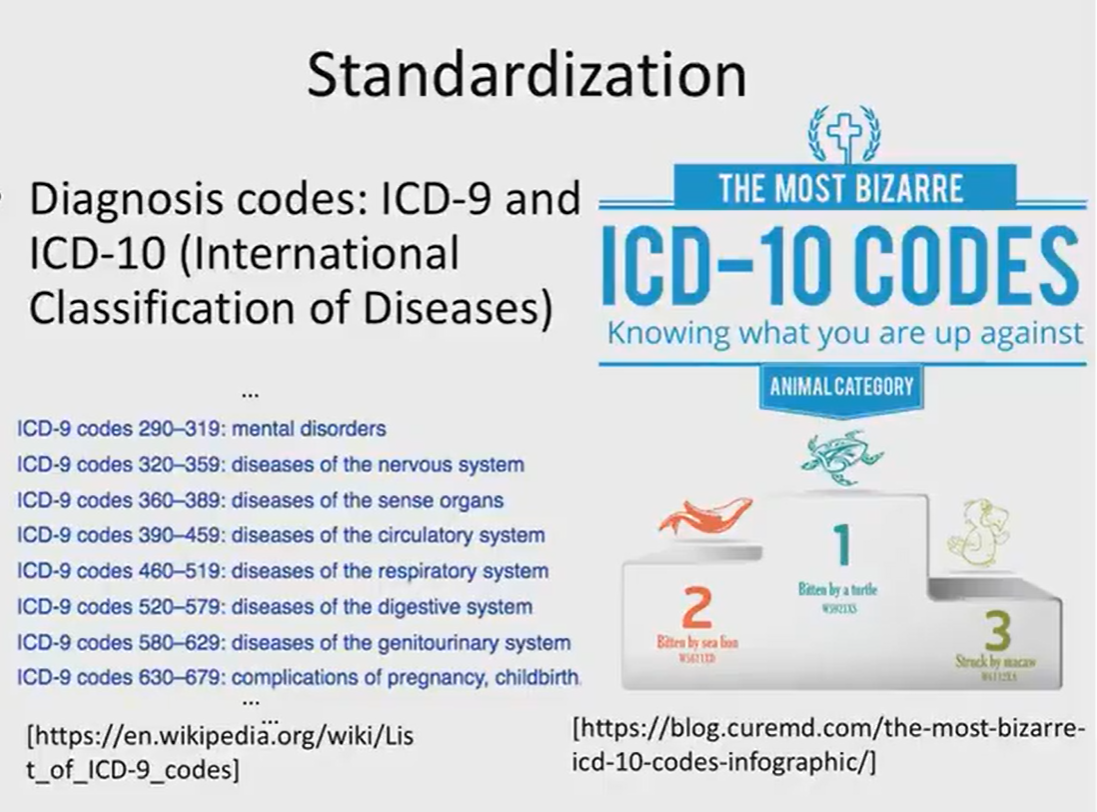 Standardization
Diagnosis codes: ICD-9 and
ICD-10 (International
Classification of Diseases)
...
ICD-9 codes 290–319: mental disorders
ICD-9 codes 320–359: diseases of the nervous system
ICD-9 codes 360–389: diseases of the sense organs
ICD-9 codes 390–459: diseases of the circulatory system
ICD-9 codes 460–519: diseases of the respiratory system
ICD-9 codes 520–579: diseases of the digestive system
ICD-9 codes 580–629: diseases of the genitourinary system
ICD-9 codes 630–679: complications of pregnancy, childbirth
...
...
[https://en.wikipedia.org/wiki/Lis
t_of_ICD-9_codes]
THE MOST BIZARRE
ICD-10 CODES
Knowing what you are up against
ANIMAL CATEGORY
1
Bitten by a turtle
2
Bitten by sea lion
3
Struck by macaw
[https://blog.curemd.com/the-most-bizarre-
icd-10-codes-infographic/]